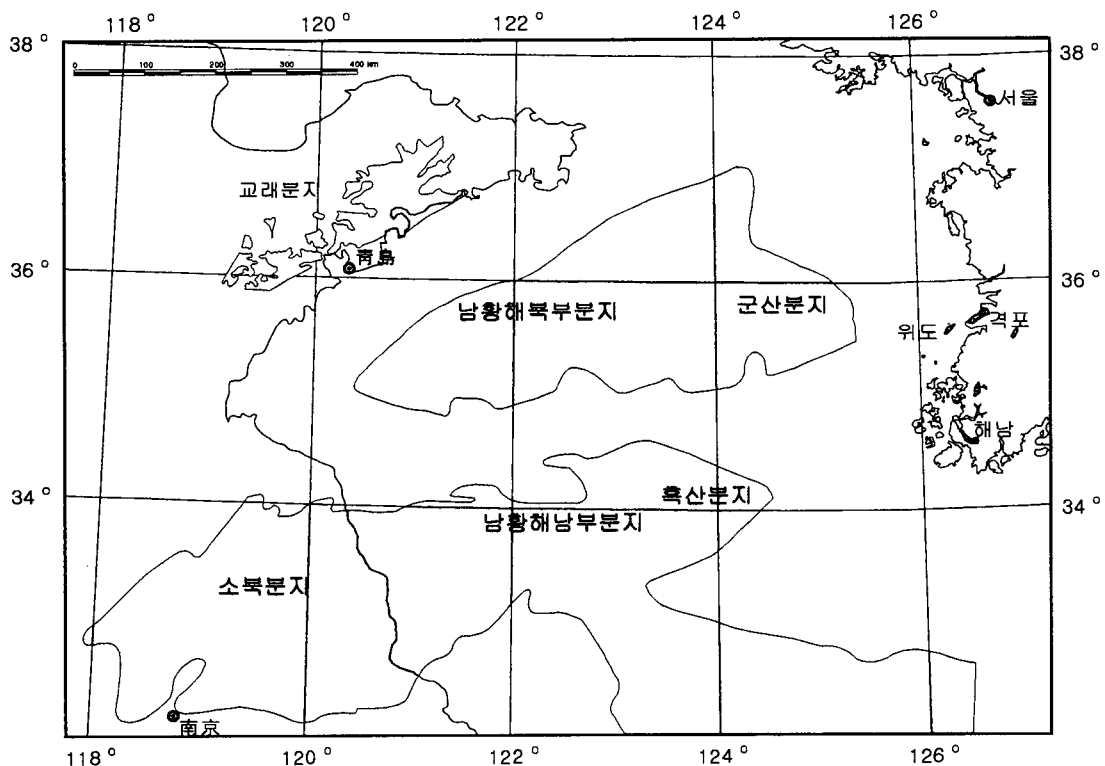 118 °
120 °
122 °
124 °
126 °
38 °
38 °
0 100 200 300 400 km
서울
교래분지
靑島
36 °
36 °
남황해북부분지
군산분지
위도
격포
해남
34 °
34 °
흑산분지
남황해남부분지
소북분지
南京
118 °
120 °
122 °
124 °
126 °